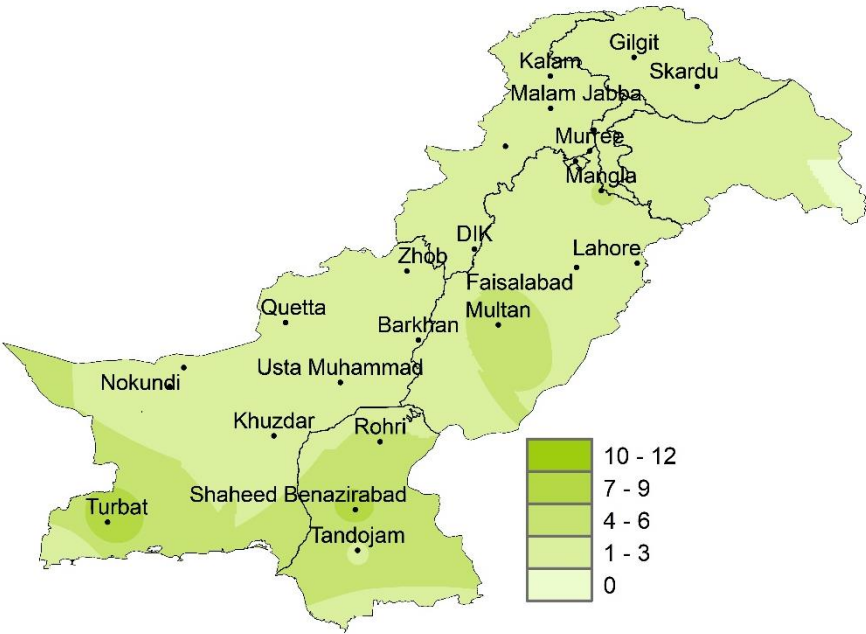 Gilgit
Kalam
Skardu
Malam Jabba
Murree
Mangla
DIK
Zhob
Lahore
Faisalabad
Quetta
Multan
Barkhan
Nokundi
Usta Muhammad
Khuzdar
Rohri
Shaheed Benazirabad
Turbat
Tandojam
10 - 12
7 - 9
4 - 6
1 - 3
0